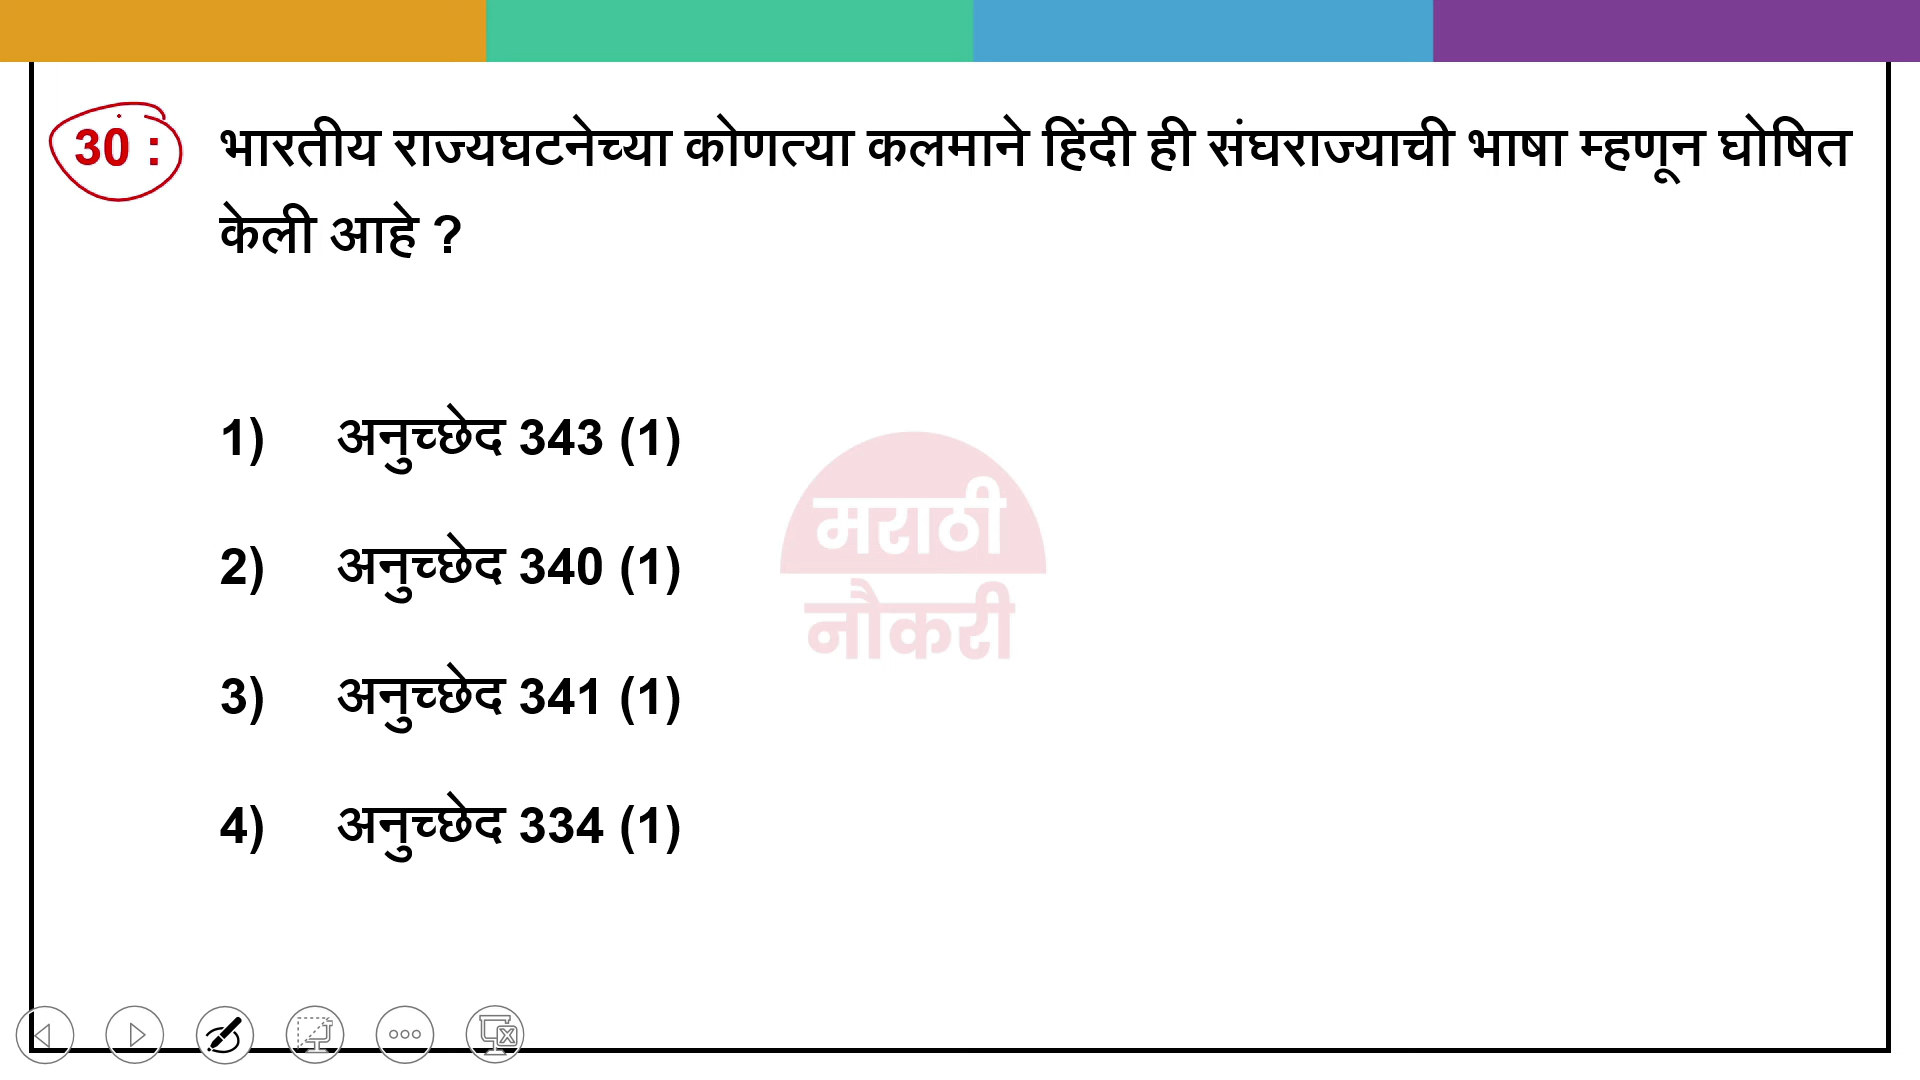 30 : भारतीय राज्यघटनेच्या कोणत्या कलमाने हिंदी ही संघराज्याची भाषा म्हणून घोषित
केली आहे ?
1) अनुच्छेद 343 (1)
2) अनुच्छेद 340 (1)
3) अनुच्छेद 341 (1)
4) अनुच्छेद 334 (1)
मराठी
नौकरी